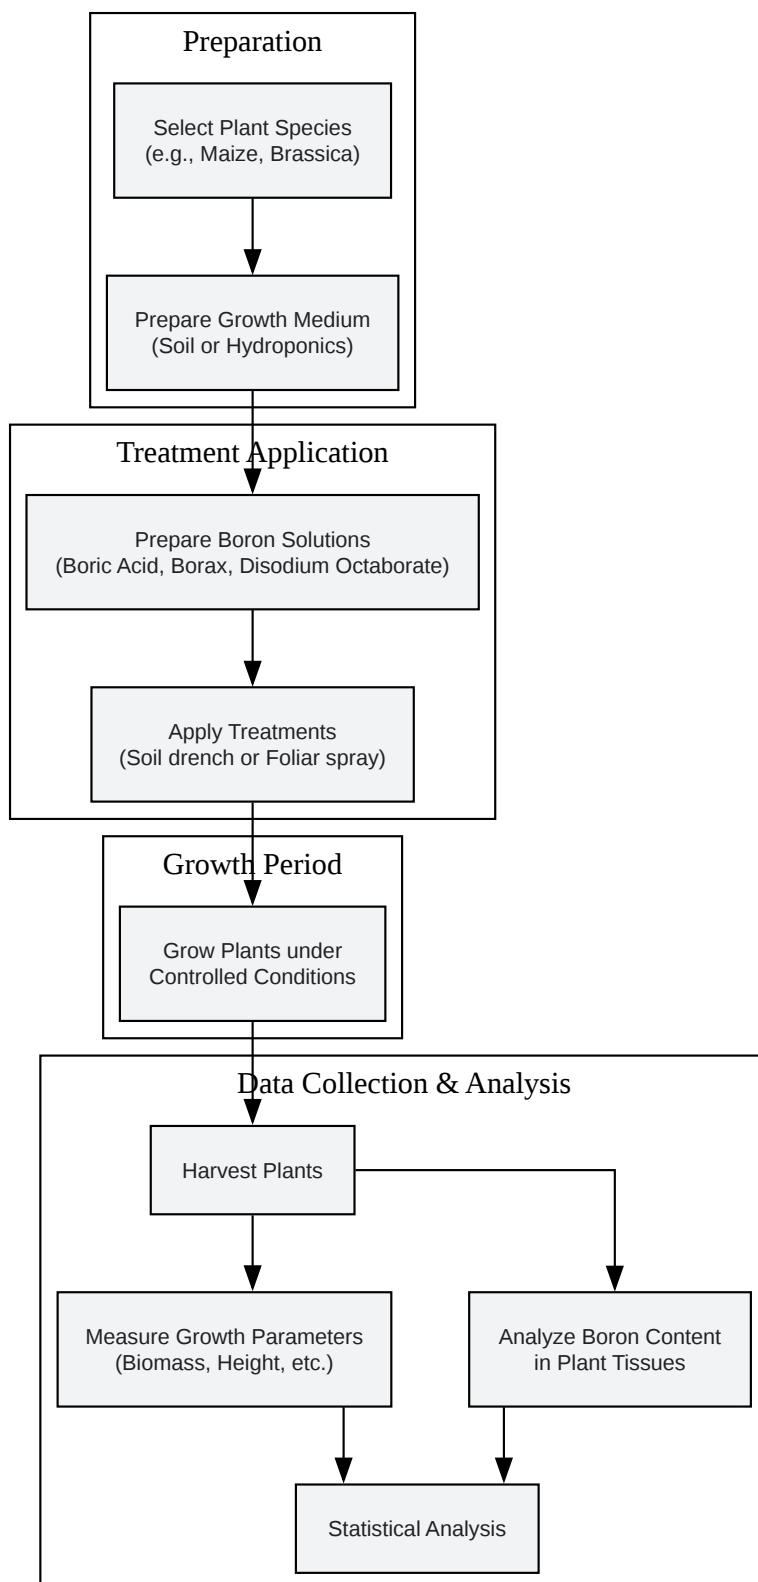 Preparation
Select Plant Species
(e.g., Maize, Brassica)
Prepare Growth Medium
(Soil or Hydroponics)
Treatment Application
Prepare Boron Solutions
(Boric Acid, Borax, Disodium Octaborate)
Apply Treatments
(Soil drench or Foliar spray)
Growth Period
Grow Plants under
Controlled Conditions
Data Collection & Analysis
Harvest Plants
Measure Growth Parameters
(Biomass, Height, etc.)
Analyze Boron Content
in Plant Tissues
Statistical Analysis